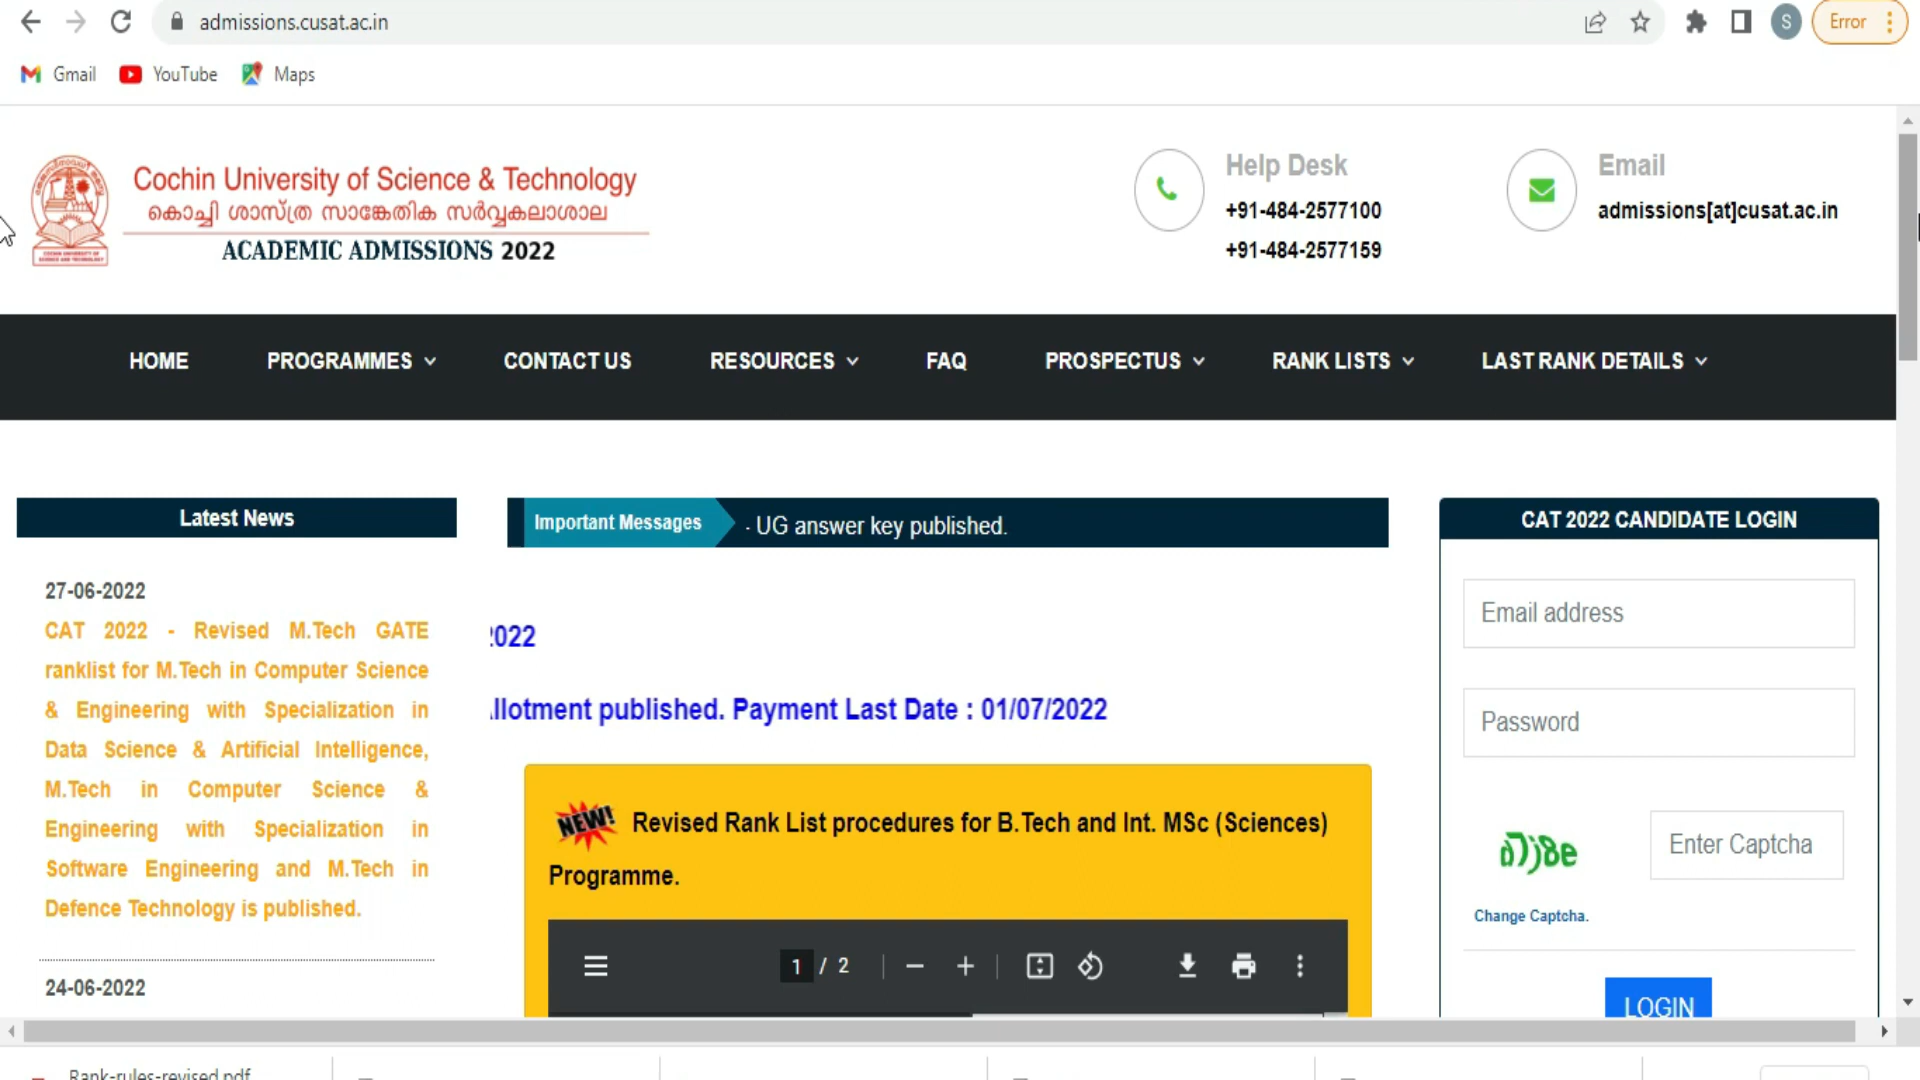 admissions.cusat.ac.in
S
Error
Gmail
YouTube
Maps
Cochin University of Science & Technology
കൊച്ചി ശാസ്ത്ര സാങ്കേതിക സർവ്വകലാശാല
ACADEMIC ADMISSIONS 2022
Help Desk
+91-484-2577100
+91-484-2577159
Email
admissions[at]cusat.ac.in
HOME
PROGRAMMES
CONTACT US
RESOURCES
FAQ
PROSPECTUS
RANK LISTS
LAST RANK DETAILS
Latest News
27-06-2022
CAT 2022 - Revised M.Tech GATE
ranklist for M.Tech in Computer Science
& Engineering with Specialization in
Data Science & Artificial Intelligence,
M.Tech in Computer Science &
Engineering with Specialization in
Software Engineering and M.Tech in
Defence Technology is published.
24-06-2022
Important Messages
- UG answer key published.
2022
llotment published. Payment Last Date : 01/07/2022
NEW!
Revised Rank List procedures for B.Tech and Int. MSc (Sciences)
Programme.
1 / 2
CAT 2022 CANDIDATE LOGIN
Email address
Password
Enter Captcha
Change Captcha.
LOGIN
Rank-rules-revised.pdf